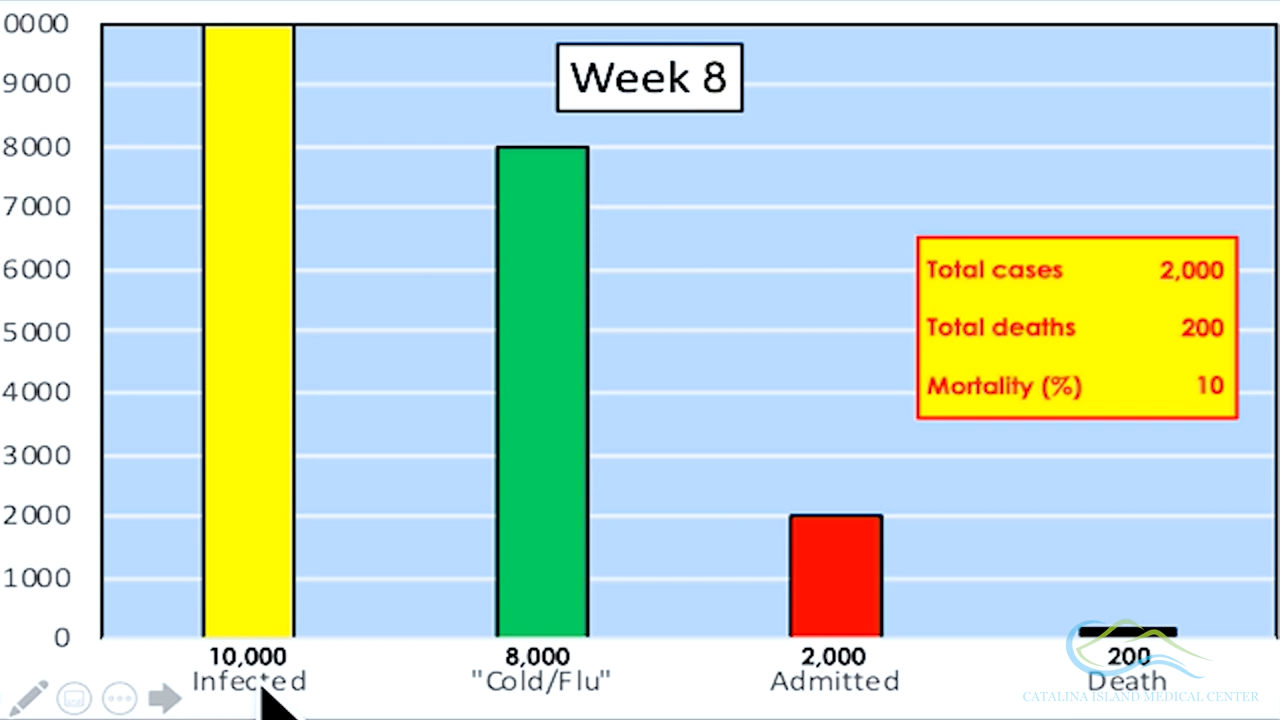 0000
9000
8000
7000
6000
5000
4000
3000
2000
1000
0
Week 8
Total cases 2,000
Total deaths 200
Mortality (%) 10
10,000 8,000 2,000 200
Infected "Cold/Flu" Admitted Death
CATALINA ISLAND MEDICAL CENTER